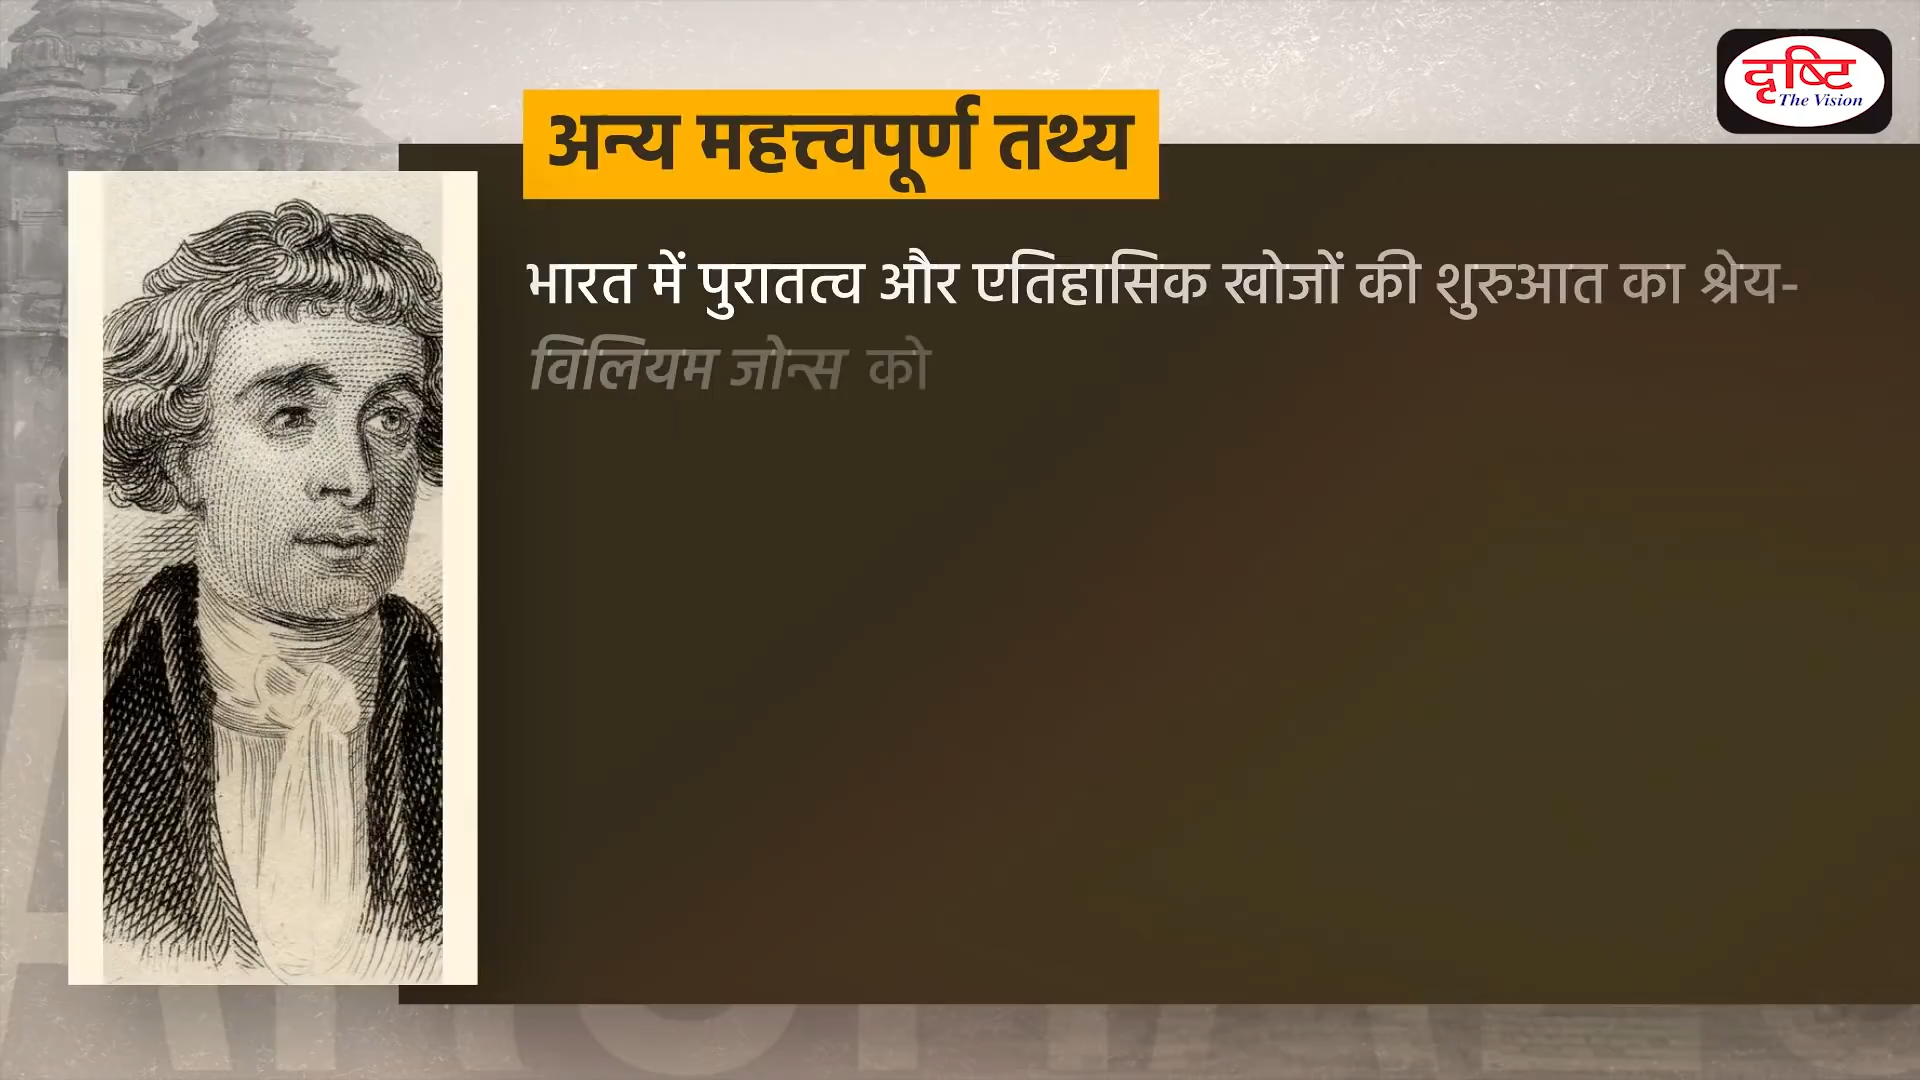 दृष्टि
The Vision
अन्य महत्त्वपूर्ण तथ्य
भारत में पुरातत्व और एतिहासिक खोजों की शुरुआत का श्रेय-
विलियम जोन्स को